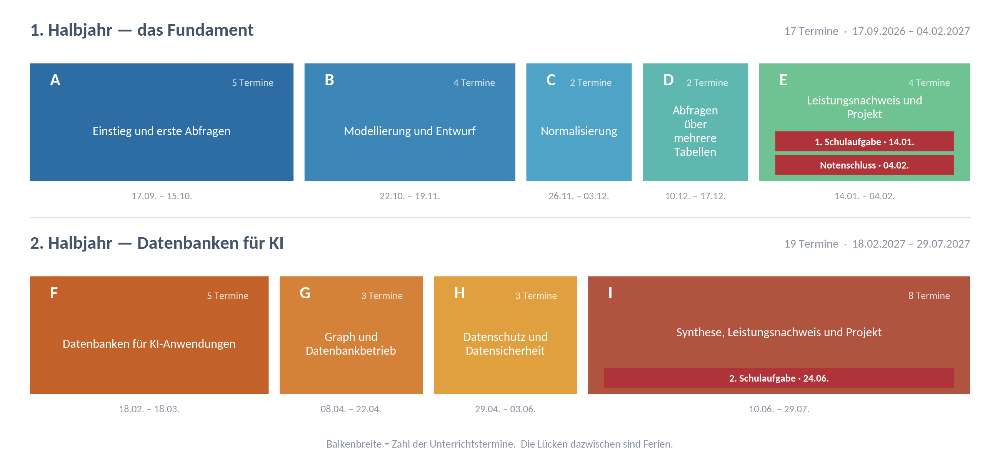 1. Halbjahr — das Fundament
17 Termine · 17.09.2026 – 04.02.2027
A
5 Termine
Einstieg und erste Abfragen
17.09. – 15.10.
B
4 Termine
Modellierung und Entwurf
22.10. – 19.11.
C
2 Termine
Normalisierung
26.11. – 03.12.
D
2 Termine
Abfragen
über
mehrere
Tabellen
10.12. – 17.12.
E
4 Termine
Leistungsnachweis und
Projekt
1. Schulaufgabe · 14.01.
Notenschluss · 04.02.
14.01. – 04.02.
2. Halbjahr — Datenbanken für KI
19 Termine · 18.02.2027 – 29.07.2027
F
5 Termine
Datenbanken für KI-Anwendungen
18.02. – 18.03.
G
3 Termine
Graph und
Datenbankbetrieb
08.04. – 22.04.
H
3 Termine
Datenschutz und
Datensicherheit
29.04. – 03.06.
I
8 Termine
Synthese, Leistungsnachweis und Projekt
2. Schulaufgabe · 24.06.
10.06. – 29.07.
Balkenbreite = Zahl der Unterrichtstermine. Die Lücken dazwischen sind Ferien.